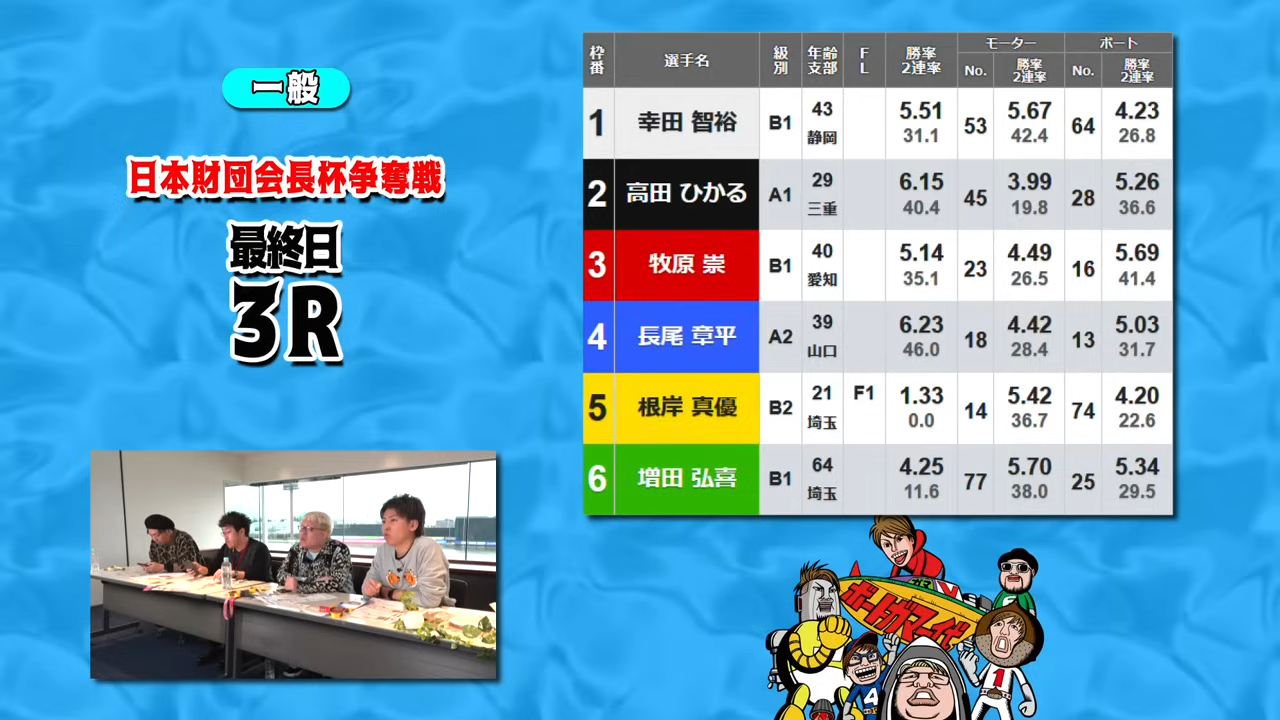 一般
日本財団会長杯争奪戦
最終日
3R
枠番 選手名 級別 年齢 支部 F L 勝率 2連率 モーター ボート
No. 勝率 2連率 No. 勝率 2連率
1 幸田 智裕 B1 43 静岡 5.51 31.1 53 5.67 42.4 64 4.23 26.8
2 高田 ひかる A1 29 三重 6.15 40.4 45 3.99 19.8 28 5.26 36.6
3 牧原 崇 B1 40 愛知 5.14 35.1 23 4.49 26.5 16 5.69 41.4
4 長尾 章平 A2 39 山口 6.23 46.0 18 4.42 28.4 13 5.03 31.7
5 根岸 真優 B2 21 埼玉 F1 1.33 0.0 14 5.42 36.7 74 4.20 22.6
6 増田 弘喜 B1 64 埼玉 4.25 11.6 77 5.70 38.0 25 5.34 29.5
ボートガマン代
4
1